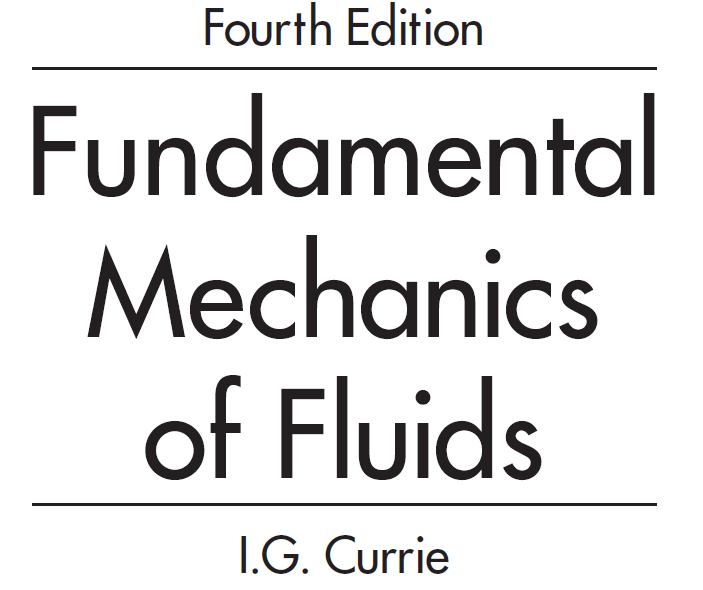 Fourth Edition
Fundamental
Mechanics
of Fluids
I.G. Currie